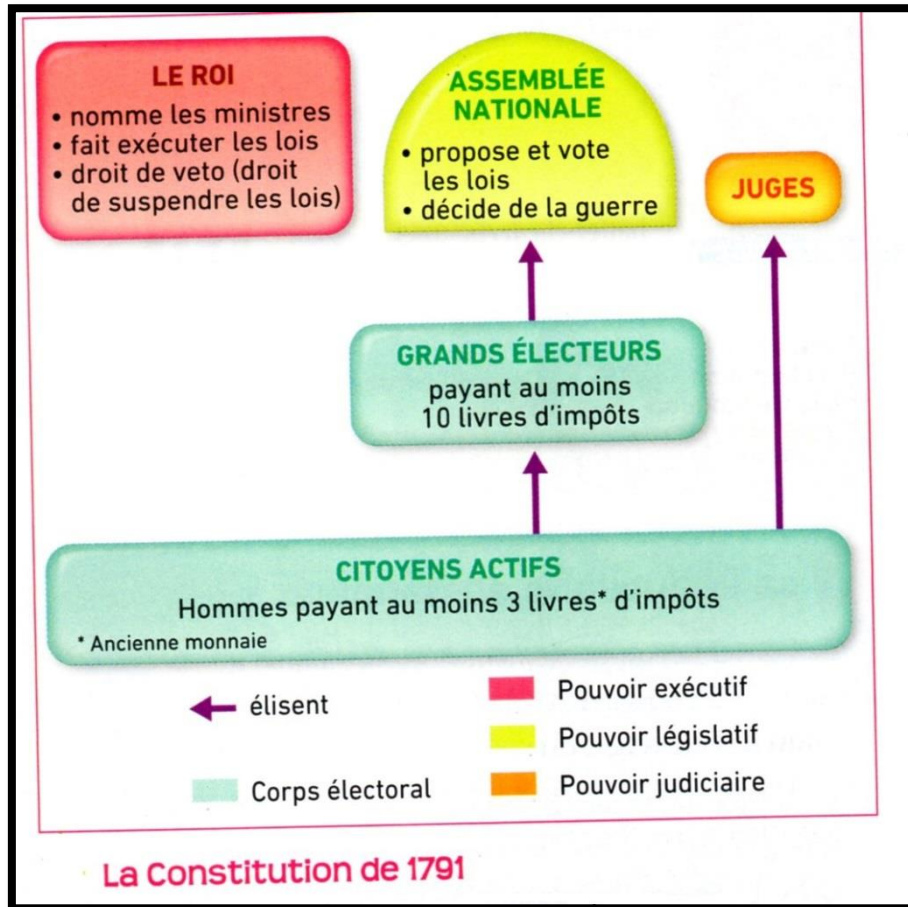 LE ROI
• nomme les ministres
• fait exécuter les lois
• droit de veto (droit
de suspendre les lois)
ASSEMBLÉE
NATIONALE
• propose et vote
les lois
• décide de la guerre
JUGES
GRANDS ÉLECTEURS
payant au moins
10 livres d'impôts
CITOYENS ACTIFS
Hommes payant au moins 3 livres* d'impôts
* Ancienne monnaie
élisent
Corps électoral
Pouvoir exécutif
Pouvoir législatif
Pouvoir judiciaire
La Constitution de 1791